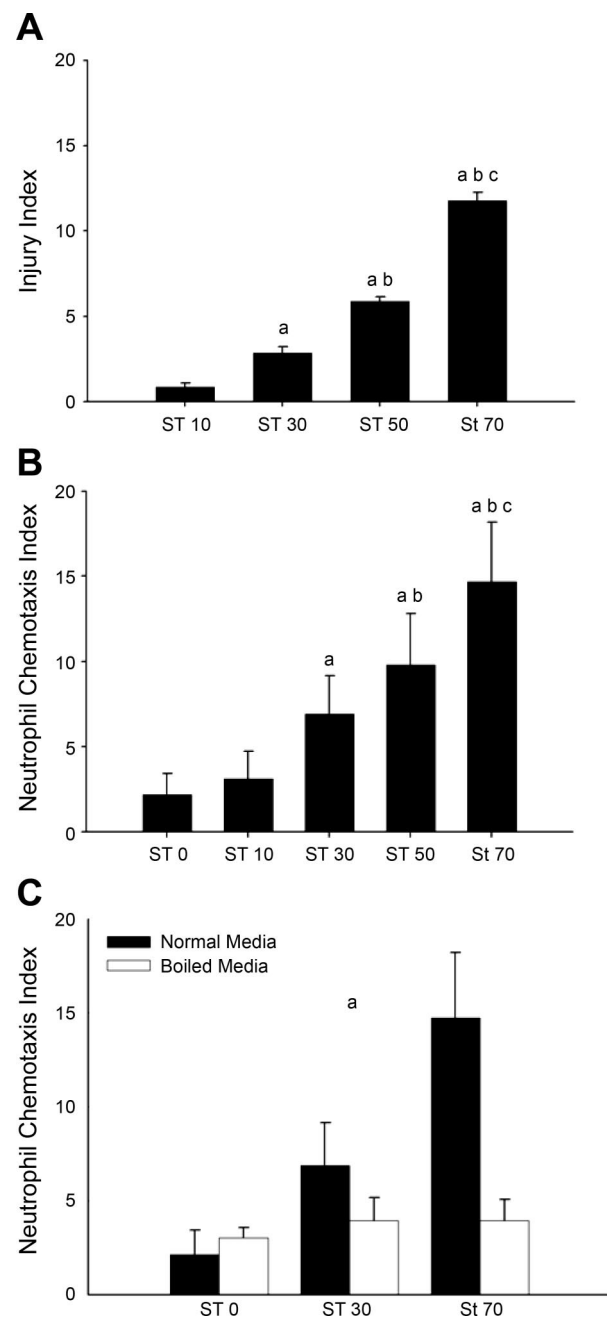 A
20
15
10
5
0
Injury Index
a
a b
a b c
ST 10 ST 30 ST 50 St 70
B
20
15
10
5
0
Neutrophil Chemotaxis Index
a
a b
a b c
ST 0 ST 10 ST 30 ST 50 St 70
C
20
15
10
5
0
Neutrophil Chemotaxis Index
Normal Media
Boiled Media
a
ST 0 ST 30 St 70